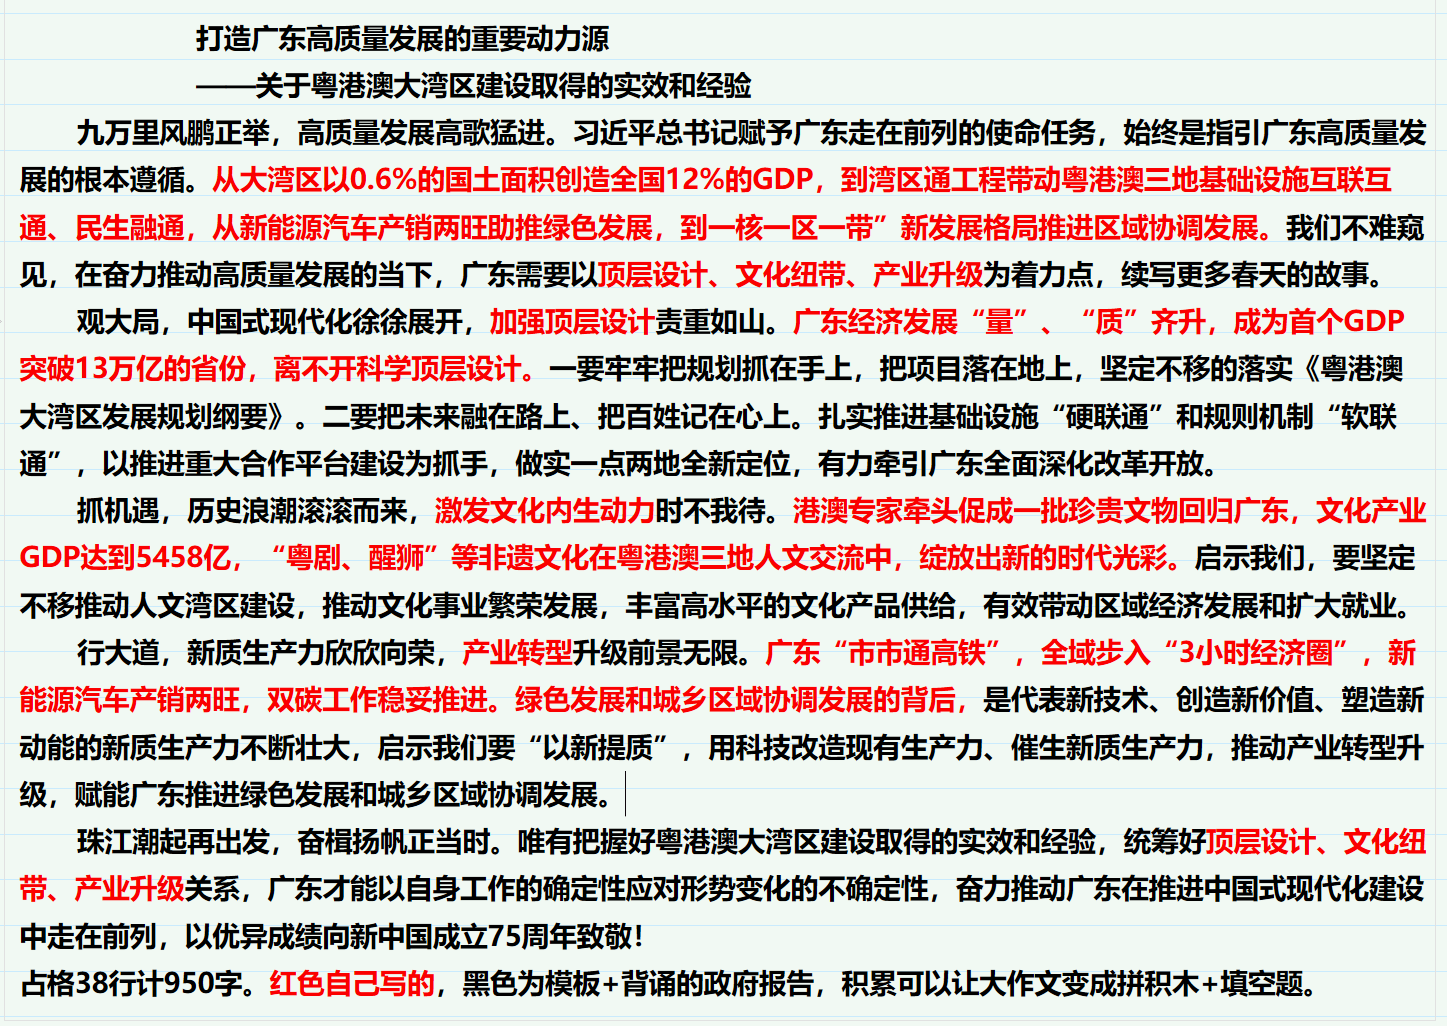 打造广东高质量发展的重要动力源
——关于粤港澳大湾区建设取得的实效和经验
九万里风鹏正举，高质量发展高歌猛进。习近平总书记赋予广东走在前列的使命任务，始终是指引广东高质量发
展的根本遵循。从大湾区以0.6%的国土面积创造全国12%的GDP，到湾区通工程带动粤港澳三地基础设施互联互
通、民生融通，从新能源汽车产销两旺助推绿色发展，到一核一区一带”新发展格局推进区域协调发展。我们不难窥
见，在奋力推动高质量发展的当下，广东需要以顶层设计、文化纽带、产业升级为着力点，续写更多春天的故事。
观大局，中国式现代化徐徐展开，加强顶层设计责重如山。广东经济发展“量”、“质”齐升，成为首个GDP
突破13万亿的省份，离不开科学顶层设计。一要牢牢把规划抓在手上，把项目落在地上，坚定不移的落实《粤港澳
大湾区发展规划纲要》。二要把未来融在路上、把百姓记在心上。扎实推进基础设施“硬联通”和规则机制“软联
通”，以推进重大合作平台建设为抓手，做实一点两地全新定位，有力牵引广东全面深化改革开放。
抓机遇，历史浪潮滚滚而来，激发文化内生动力时不我待。港澳专家牵头促成一批珍贵文物回归广东，文化产业
GDP达到5458亿，“粤剧、醒狮”等非遗文化在粤港澳三地人文交流中，绽放出新的时代光彩。启示我们，要坚定
不移推动人文湾区建设，推动文化事业繁荣发展，丰富高水平的文化产品供给，有效带动区域经济发展和扩大就业。
行大道，新质生产力欣欣向荣，产业转型升级前景无限。广东“市市通高铁”，全域步入“3小时经济圈”，新
能源汽车产销两旺，双碳工作稳妥推进。绿色发展和城乡区域协调发展的背后，是代表新技术、创造新价值、塑造新
动能的新质生产力不断壮大，启示我们要“以新提质”，用科技改造现有生产力、催生新质生产力，推动产业转型升
级，赋能广东推进绿色发展和城乡区域协调发展。
珠江潮起再出发，奋楫扬帆正当时。唯有把握好粤港澳大湾区建设取得的实效和经验，统筹好顶层设计、文化纽
带、产业升级关系，广东才能以自身工作的确定性应对形势变化的不确定性，奋力推动广东在推进中国式现代化建设
中走在前列，以优异成绩向新中国成立75周年致敬！
占格38行计950字。红色自己写的，黑色为模板+背诵的政府报告，积累可以让大作文变成拼积木+填空题。